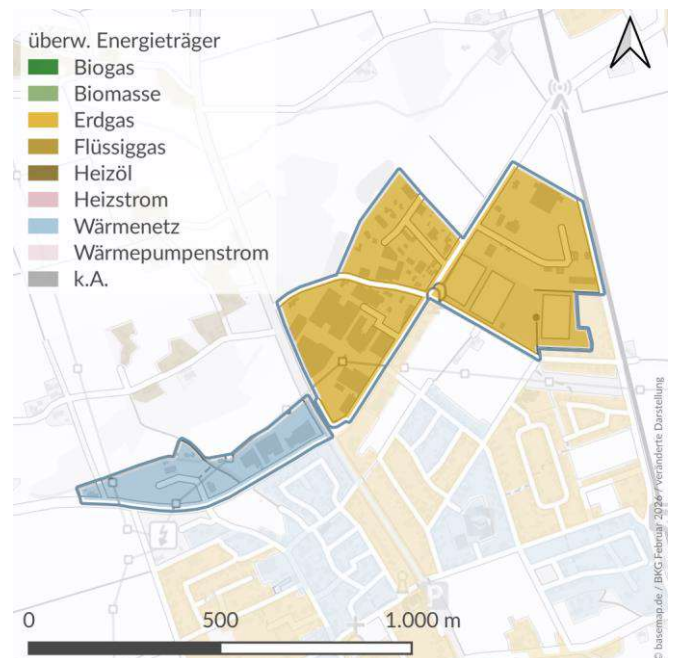 überw. Energieträger
Biogas
Biomasse
Erdgas
Flüssiggas
Heizöl
Heizstrom
Wärmenetz
Wärmepumpenstrom
k.A.
0 500 1.000 m
© basemap.de / BKG Februar 2026 / Veränderte Darstellung